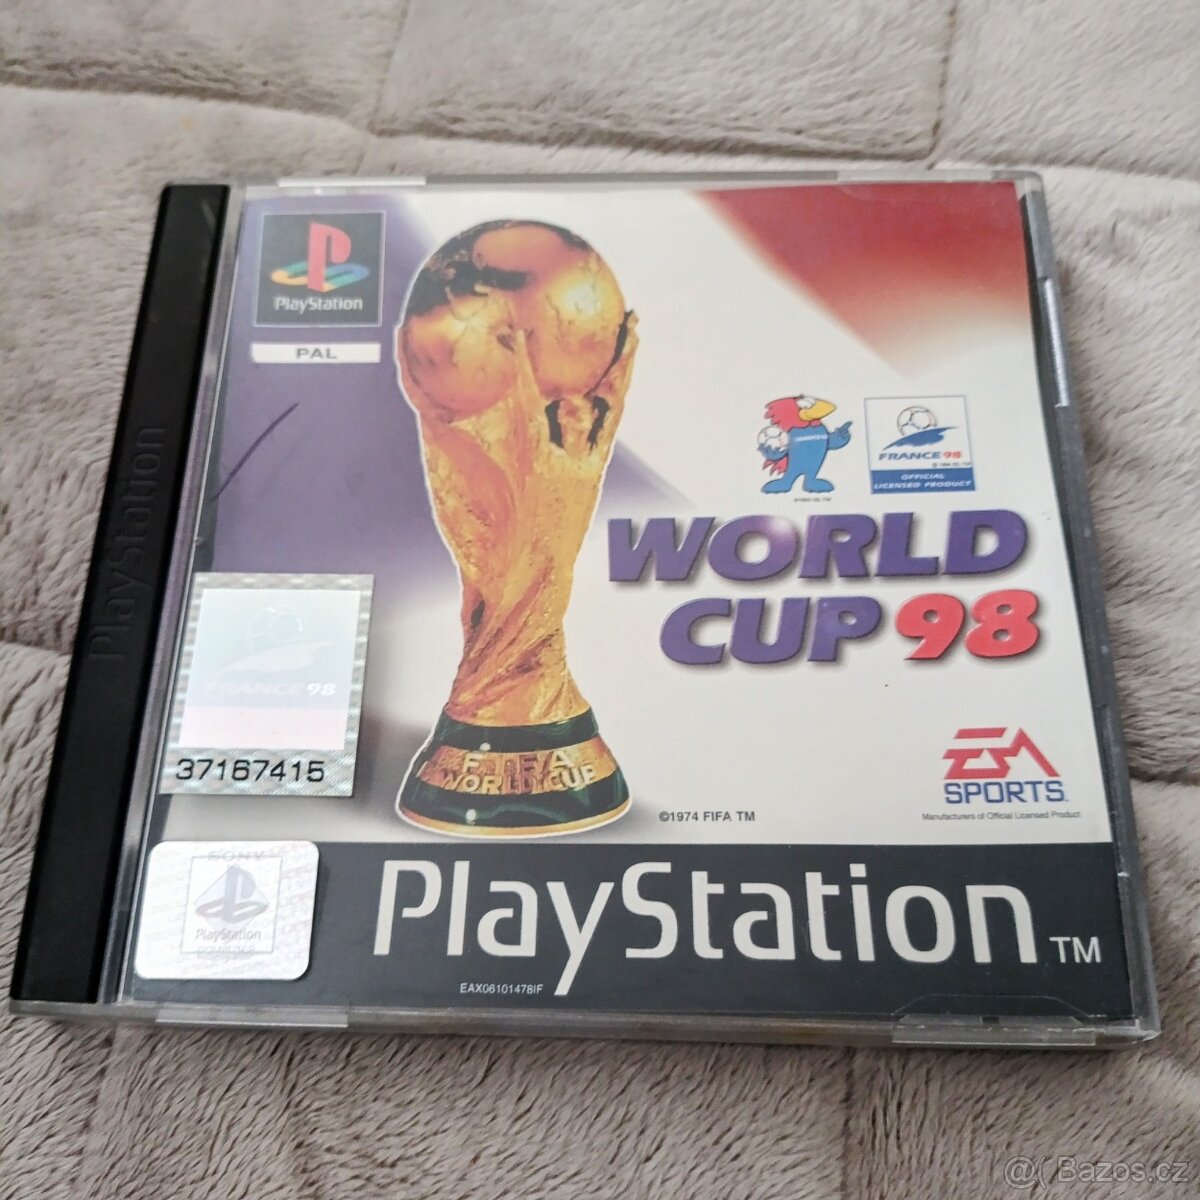 PlayStation
PlayStation
PAL
FRANCE 98
OFFICIAL
LICENSED PRODUCT
WORLD
CUP 98
FRANCE 98
37167415
FIFA
WORLD CUP
EA
SPORTS
©1974 FIFA TM
Manufacturers of Official Licensed Product
SONY
PlayStation
COMPUTER
PlayStation TM
EAX06101478IF
@( Bazos.cz